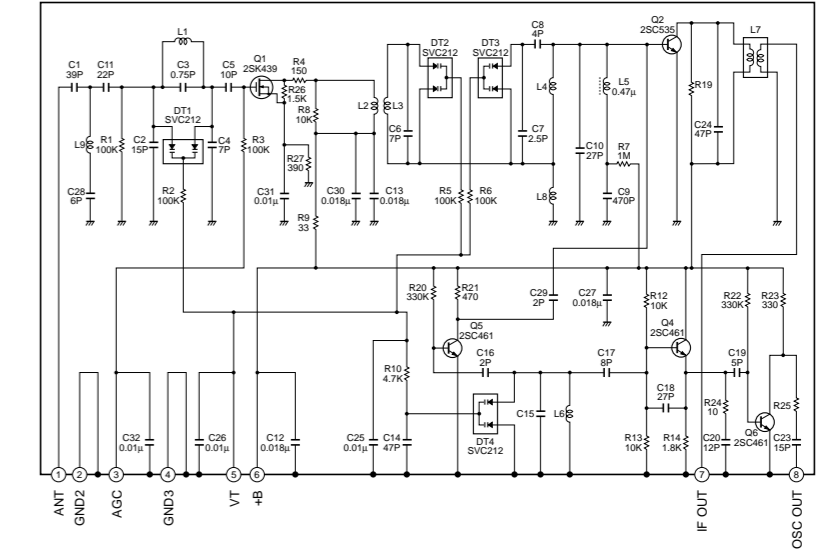 L1
C1
39P
C11
22P
C3
0.75P
C5
10P
Q1
2SK439
R4
150
R26
1.5K
R8
10K
DT2
SVC212
DT3
SVC212
C8
4P
Q2
2SC535
L7
L9
R1
100K
C2
15P
DT1
SVC212
C4
7P
R3
100K
L2
L3
C6
7P
C7
2.5P
L4
L5
0.47μ
R19
C24
47P
C10
27P
R7
1M
C28
6P
R2
100K
R27
390
C31
0.01μ
C30
0.018μ
C13
0.018μ
R5
100K
R6
100K
L8
C9
470P
R9
33
R20
330K
R21
470
C29
2P
C27
0.018μ
R12
10K
R22
330K
R23
330
Q5
2SC461
Q4
2SC461
R10
4.7K
C16
2P
C17
8P
C19
5P
C18
27P
R24
10
R25
C15
L6
Q6
2SC461
C32
0.01μ
C26
0.01μ
C12
0.018μ
C25
0.01μ
C14
47P
DT4
SVC212
R13
10K
R14
1.8K
C20
12P
C23
15P
1
2
3
4
5
6
7
8
ANT
GND2
AGC
GND3
VT
+B
IF OUT
OSC OUT